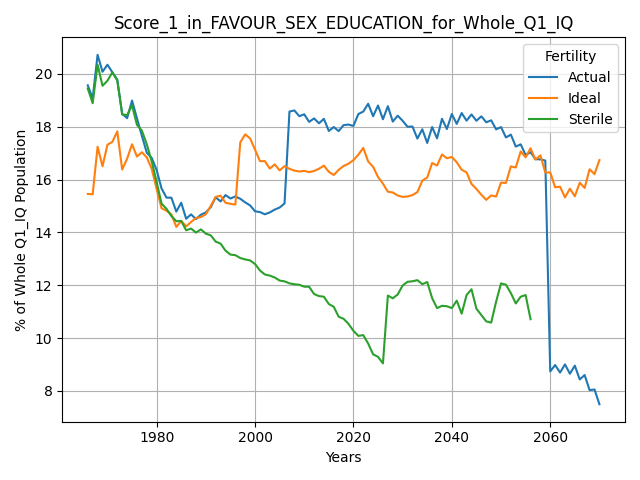 Score_1_in_FAVOUR_SEX_EDUCATION_for_Whole_Q1_IQ
Fertility
Actual
Ideal
Sterile
% of Whole Q1_IQ Population
20
18
16
14
12
10
8
1980
2000
2020
2040
2060
Years